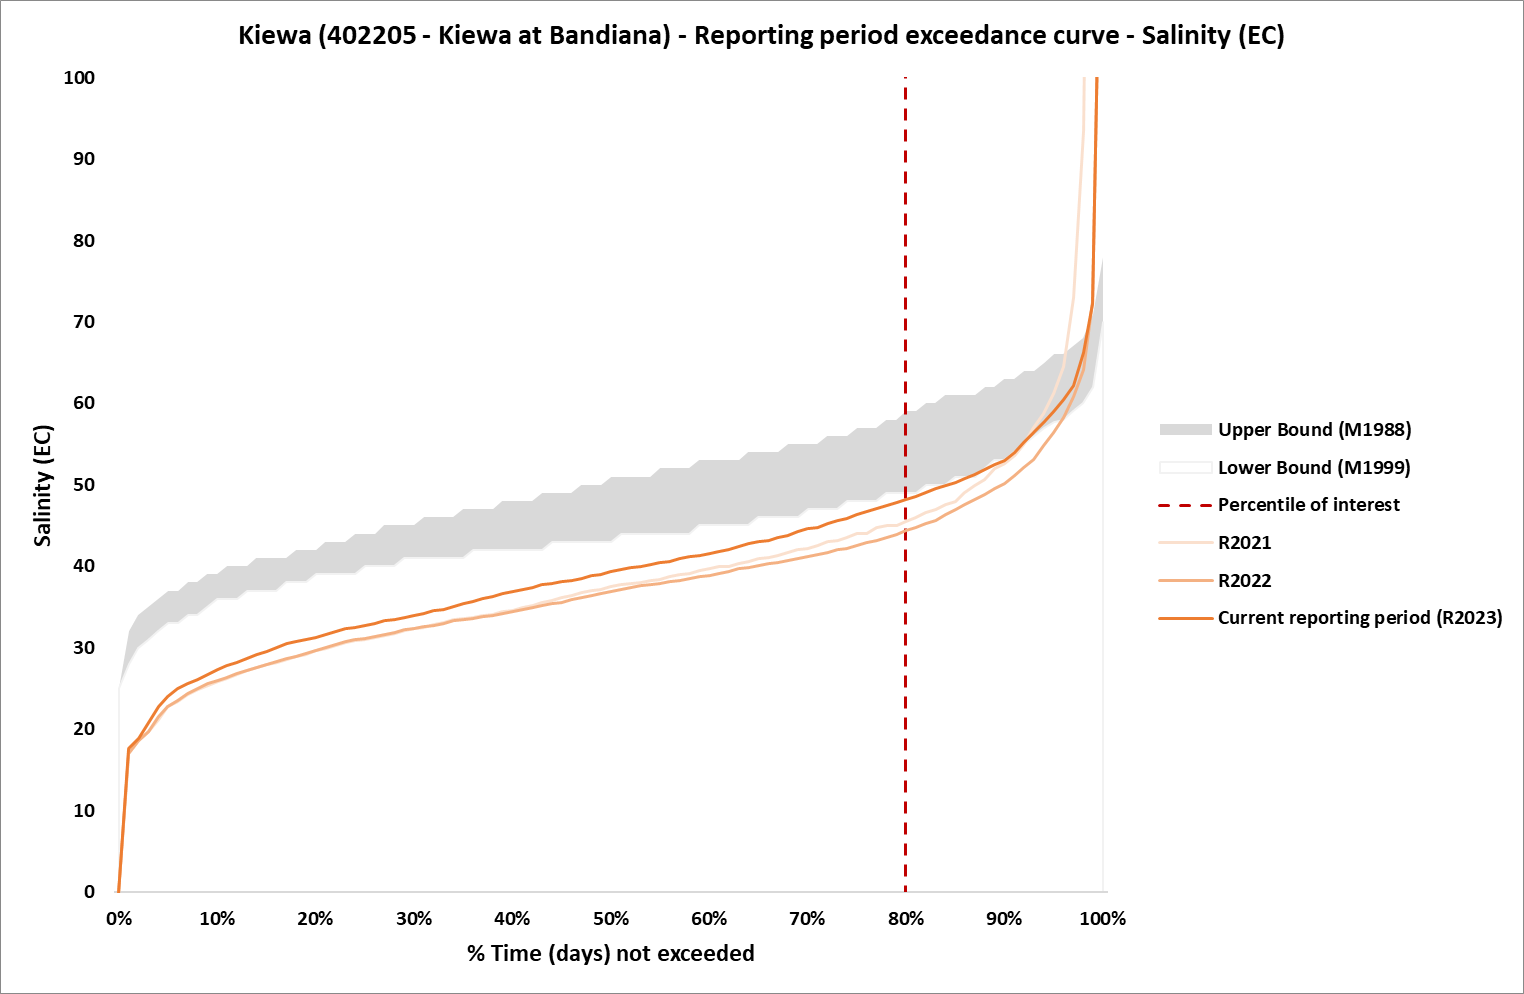 Kiewa (402205 - Kiewa at Bandiana) - Reporting period exceedance curve - Salinity (EC)
100
90
80
70
60
50
40
30
20
10
0
Salinity (EC)
0% 10% 20% 30% 40% 50% 60% 70% 80% 90% 100%
% Time (days) not exceeded
Upper Bound (M1988)
Lower Bound (M1999)
Percentile of interest
R2021
R2022
Current reporting period (R2023)